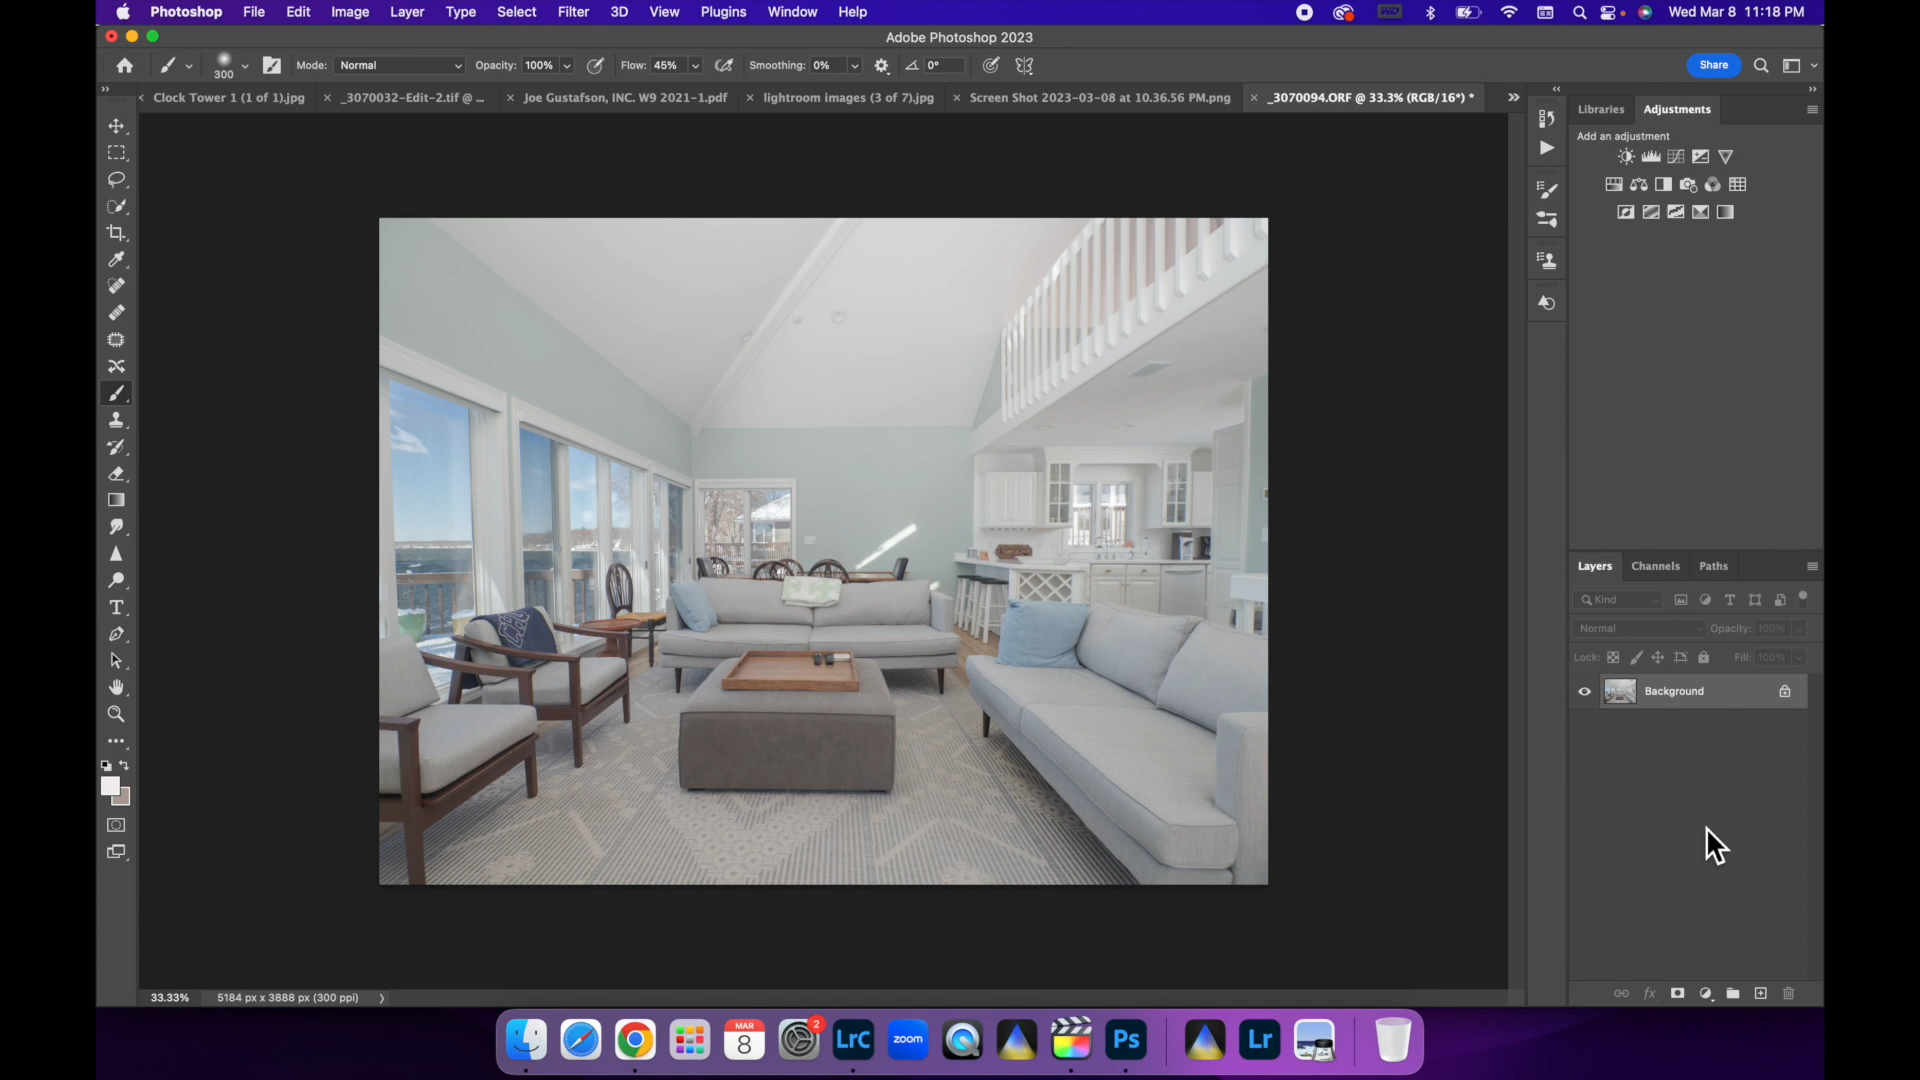 Photoshop File Edit Image Layer Type Select Filter 3D View Plugins Window Help Wed Mar 8 11:18 PM
Adobe Photoshop 2023
300 Mode: Normal Opacity: 100% Flow: 45% Smoothing: 0% 0° Share
Clock Tower 1 (1 of 1).jpg × _3070032-Edit-2.tif @ ... × Joe Gustafson, INC. W9 2021-1.pdf × lightroom images (3 of 7).jpg × Screen Shot 2023-03-08 at 10.36.56 PM.png × _3070094.ORF @ 33.3% (RGB/16*) *
Libraries Adjustments
Add an adjustment
Layers Channels Paths
Kind
Normal Opacity: 100%
Lock: Fill: 100%
Background
33.33% 5184 px x 3888 px (300 ppi)
MAR
8
2
LrC
zoom
Ps
Lr